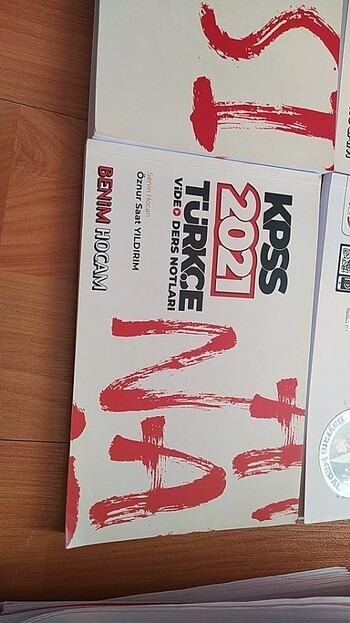 KPSS
2021
TÜRKÇE
VİDEO DERS NOTLARI
Senin Hocan
Öznur Saat YILDIRIM
BENİM HOCAM